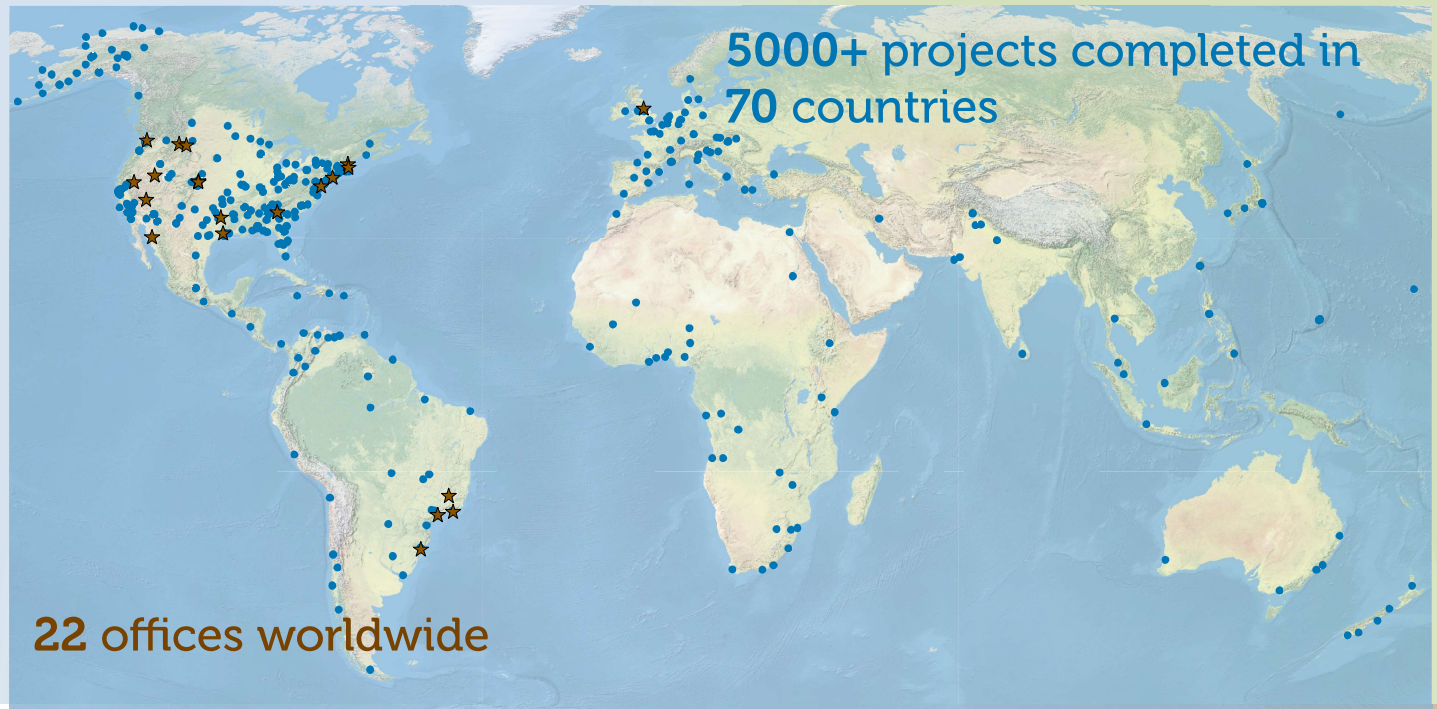 5000+ projects completed in
70 countries
22 offices worldwide